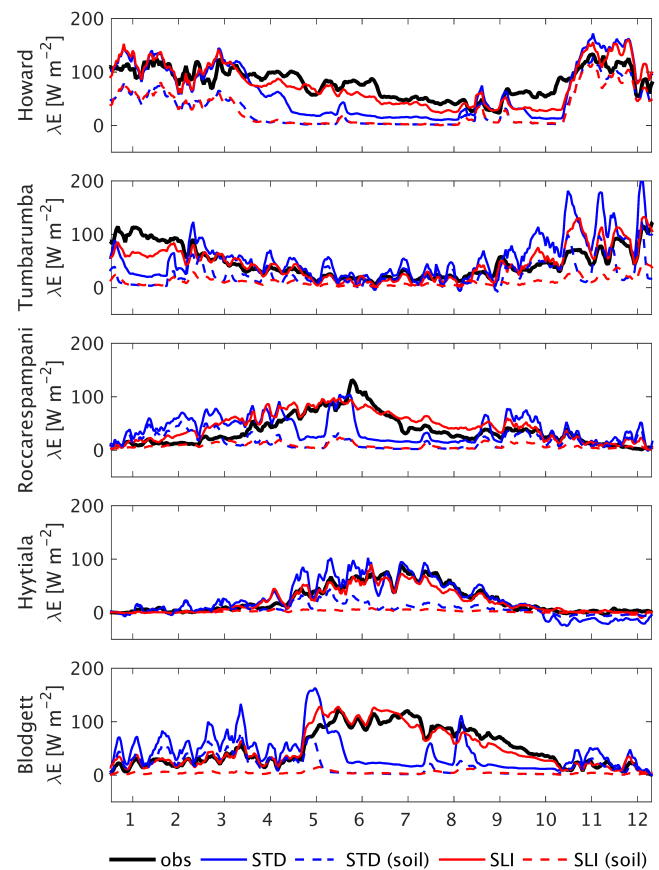 Howard
λE [W m⁻²]
200
100
0
Tumbarumba
λE [W m⁻²]
200
100
0
Roccarespampani
λE [W m⁻²]
200
100
0
Hyytiala
λE [W m⁻²]
200
100
0
Blodgett
λE [W m⁻²]
200
100
0
1 2 3 4 5 6 7 8 9 10 11 12
obs STD STD (soil) SLI SLI (soil)